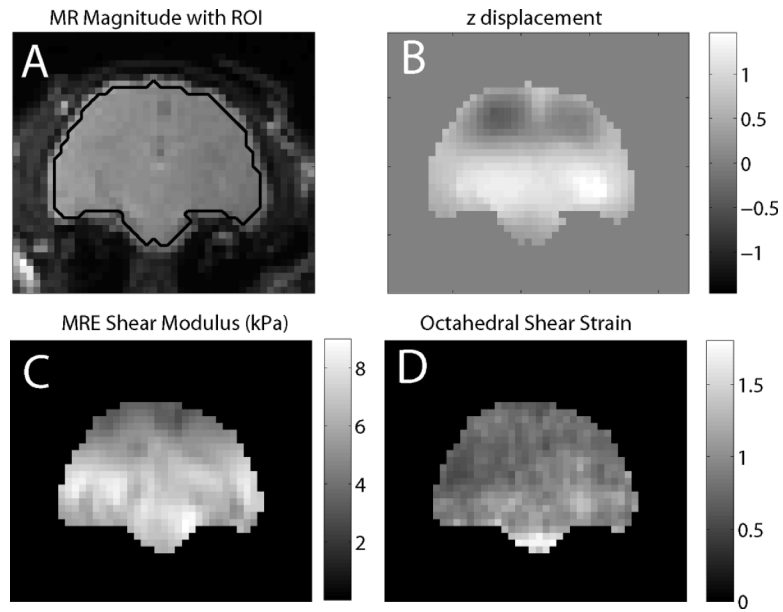 MR Magnitude with ROI
z displacement
A
B
1
0.5
0
−0.5
−1
MRE Shear Modulus (kPa)
Octahedral Shear Strain
C
8
6
4
2
D
1.5
1
0.5
0